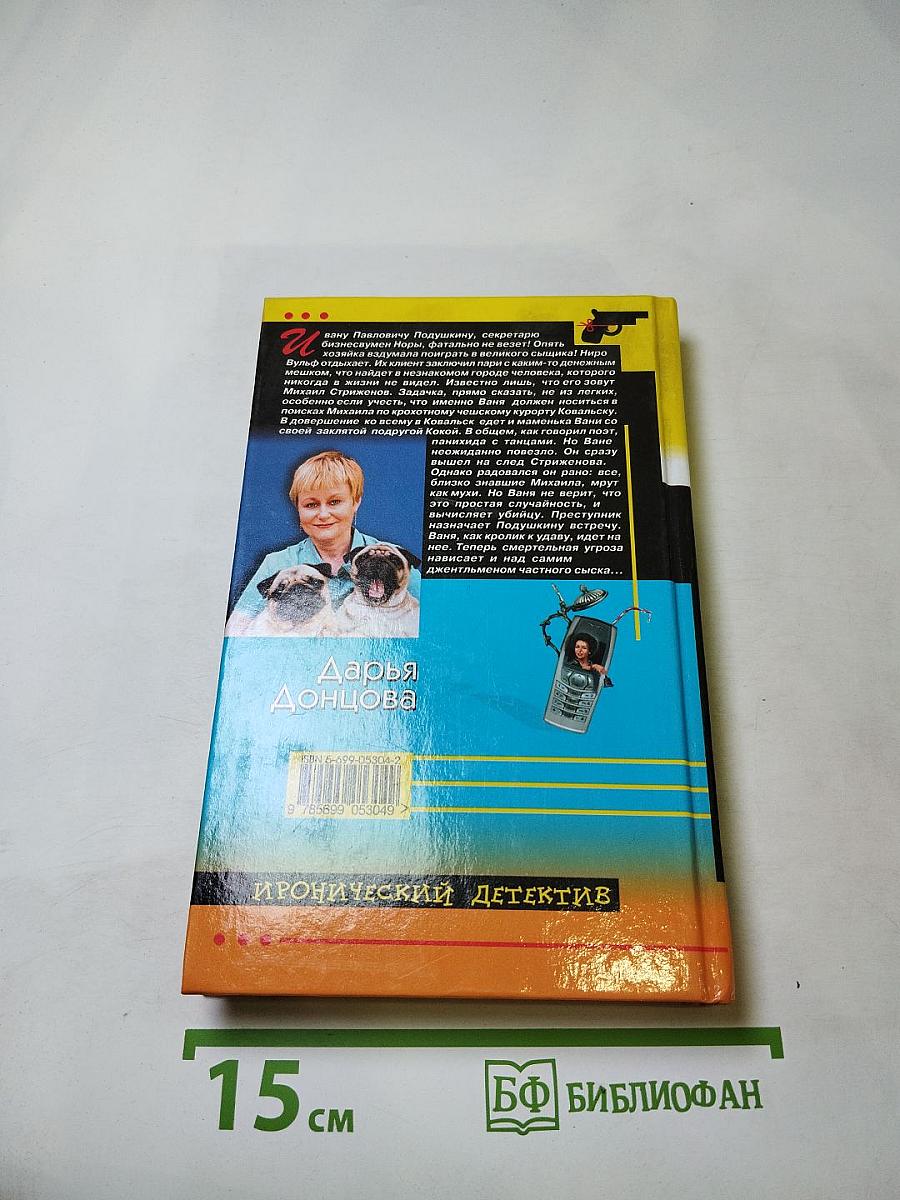 Ивану Павловичу Подушкину, секретарю
бизнесвумен Норы, фатально не везет! Опять
хозяйка вздумала поиграть в великого сыщика! Ниро
Вульф отдыхает. Их клиент заключил пари с каким-то денежным
мешком, что найдет в незнакомом городе человека, которого
никогда в жизни не видел. Известно лишь, что его зовут
Михаил Стриженов. Задачка, прямо сказать, не из легких,
особенно если учесть, что именно Ваня должен носиться в
поисках Михаила по крохотному чешскому курорту Ковальску.
В довершение ко всему в Ковальск едет и маменька Вани со
своей заклятой подругой Кокой. В общем, как говорил поэт,
панихида с танцами. Но Ване
неожиданно повезло. Он сразу
вышел на след Стриженова.
Однако радовался он рано: все,
близко знавшие Михаила, мрут
как мухи. Но Ваня не верит, что
это простая случайность, и
вычисляет убийцу. Преступник
назначает Подушкину встречу.
Ваня, как кролик к удаву, идет на
нее. Теперь смертельная угроза
нависает и над самим
джентльменом частного сыска...
Дарья
Донцова
ISBN 5-699-05304-2
9 785699 053049 >
ИРОНИЧЕСКИЙ ДЕТЕКТИВ
15 см
БФ БИБЛИОФАН